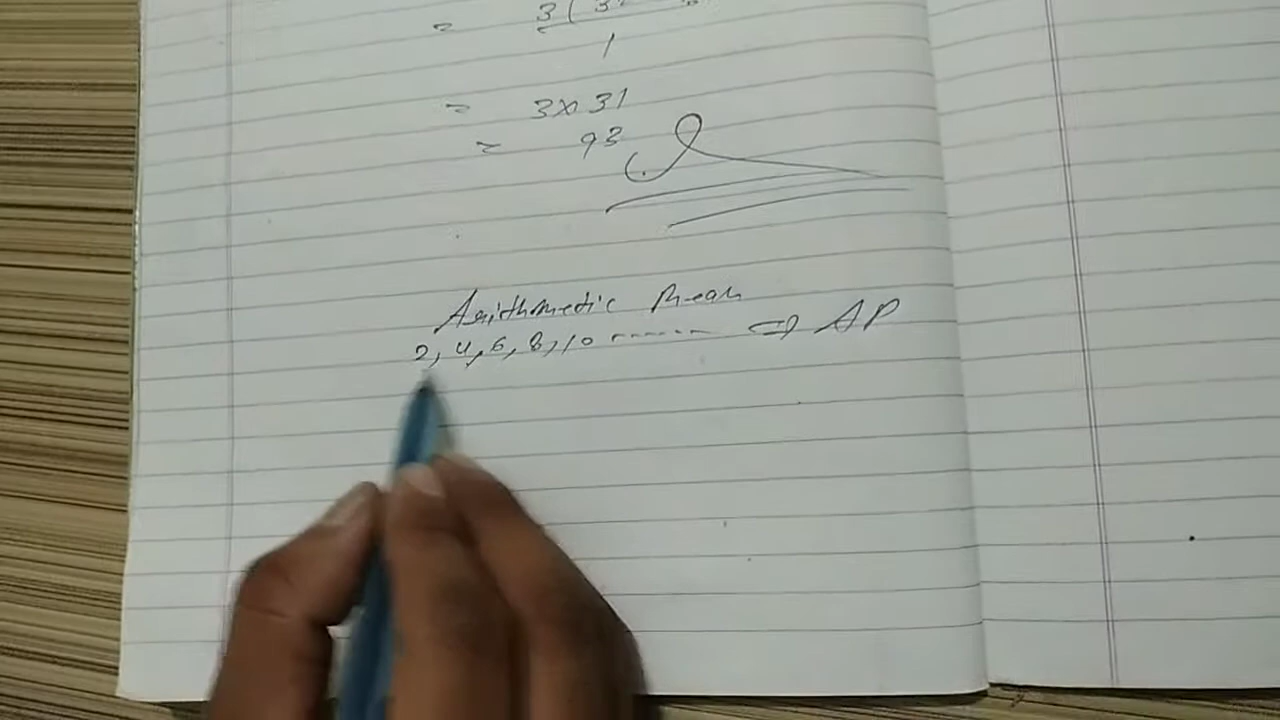 = 3(3
1
= 3x31
= 93
Arithmetic Mean
2, 4, 6, 8, 10 ------- ⇒ AP